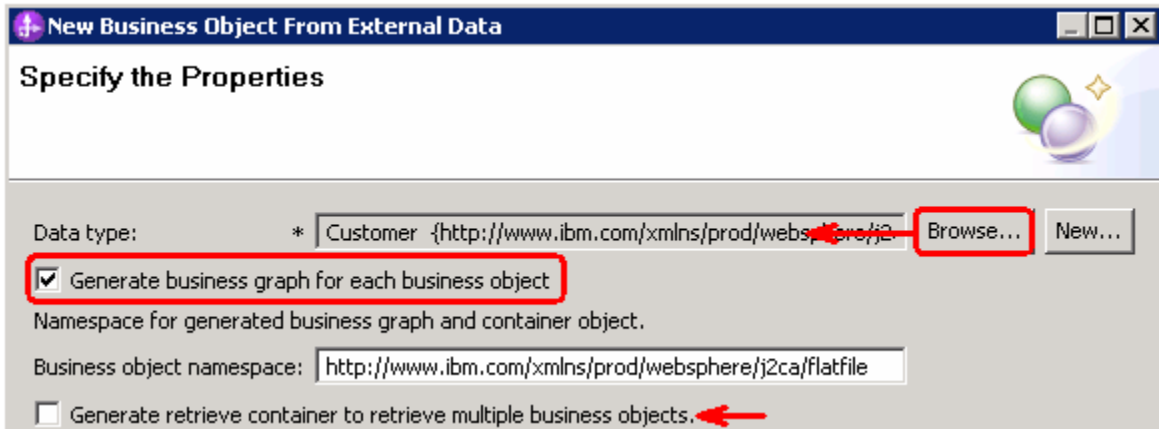 New Business Object From External Data
Specify the Properties
Data type: * Customer {http://www.ibm.com/xmlns/prod/websphere/j2 Browse... New...
Generate business graph for each business object
Namespace for generated business graph and container object.
Business object namespace: http://www.ibm.com/xmlns/prod/websphere/j2ca/flatfile
Generate retrieve container to retrieve multiple business objects.